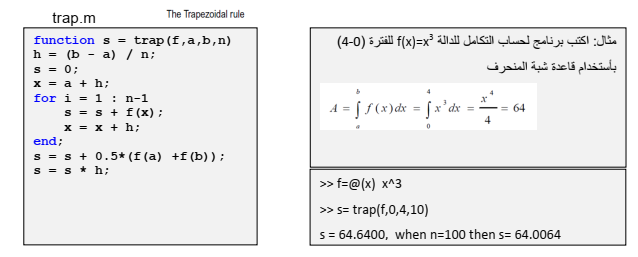 trap.m
The Trapezoidal rule
function s = trap(f,a,b,n)
h = (b - a) / n;
s = 0;
x = a + h;
for i = 1 : n-1
s = s + f(x);
x = x + h;
end;
s = s + 0.5*(f(a) +f(b));
s = s * h;
مثال: اكتب برنامج لحساب التكامل للدالة f(x)=x³ للفترة (4-0)
بأستخدام قاعدة شبة المنحرف
A = ∫ₐᵇ f(x)dx = ∫₀⁴ x³dx = x⁴/4 = 64
>> f=@(x) x^3
>> s= trap(f,0,4,10)
s = 64.6400, when n=100 then s= 64.0064